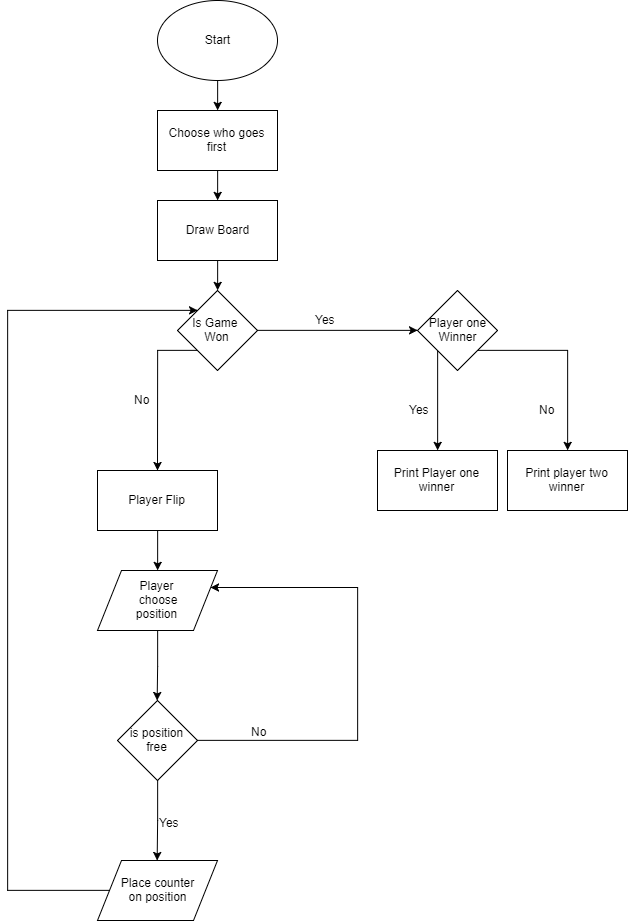 Start
Choose who goes
first
Draw Board
Is Game
Won
Yes
Player one
Winner
No
Yes
No
Print Player one
winner
Print player two
winner
Player Flip
Player
choose
position
is position
free
No
Yes
Place counter
on position